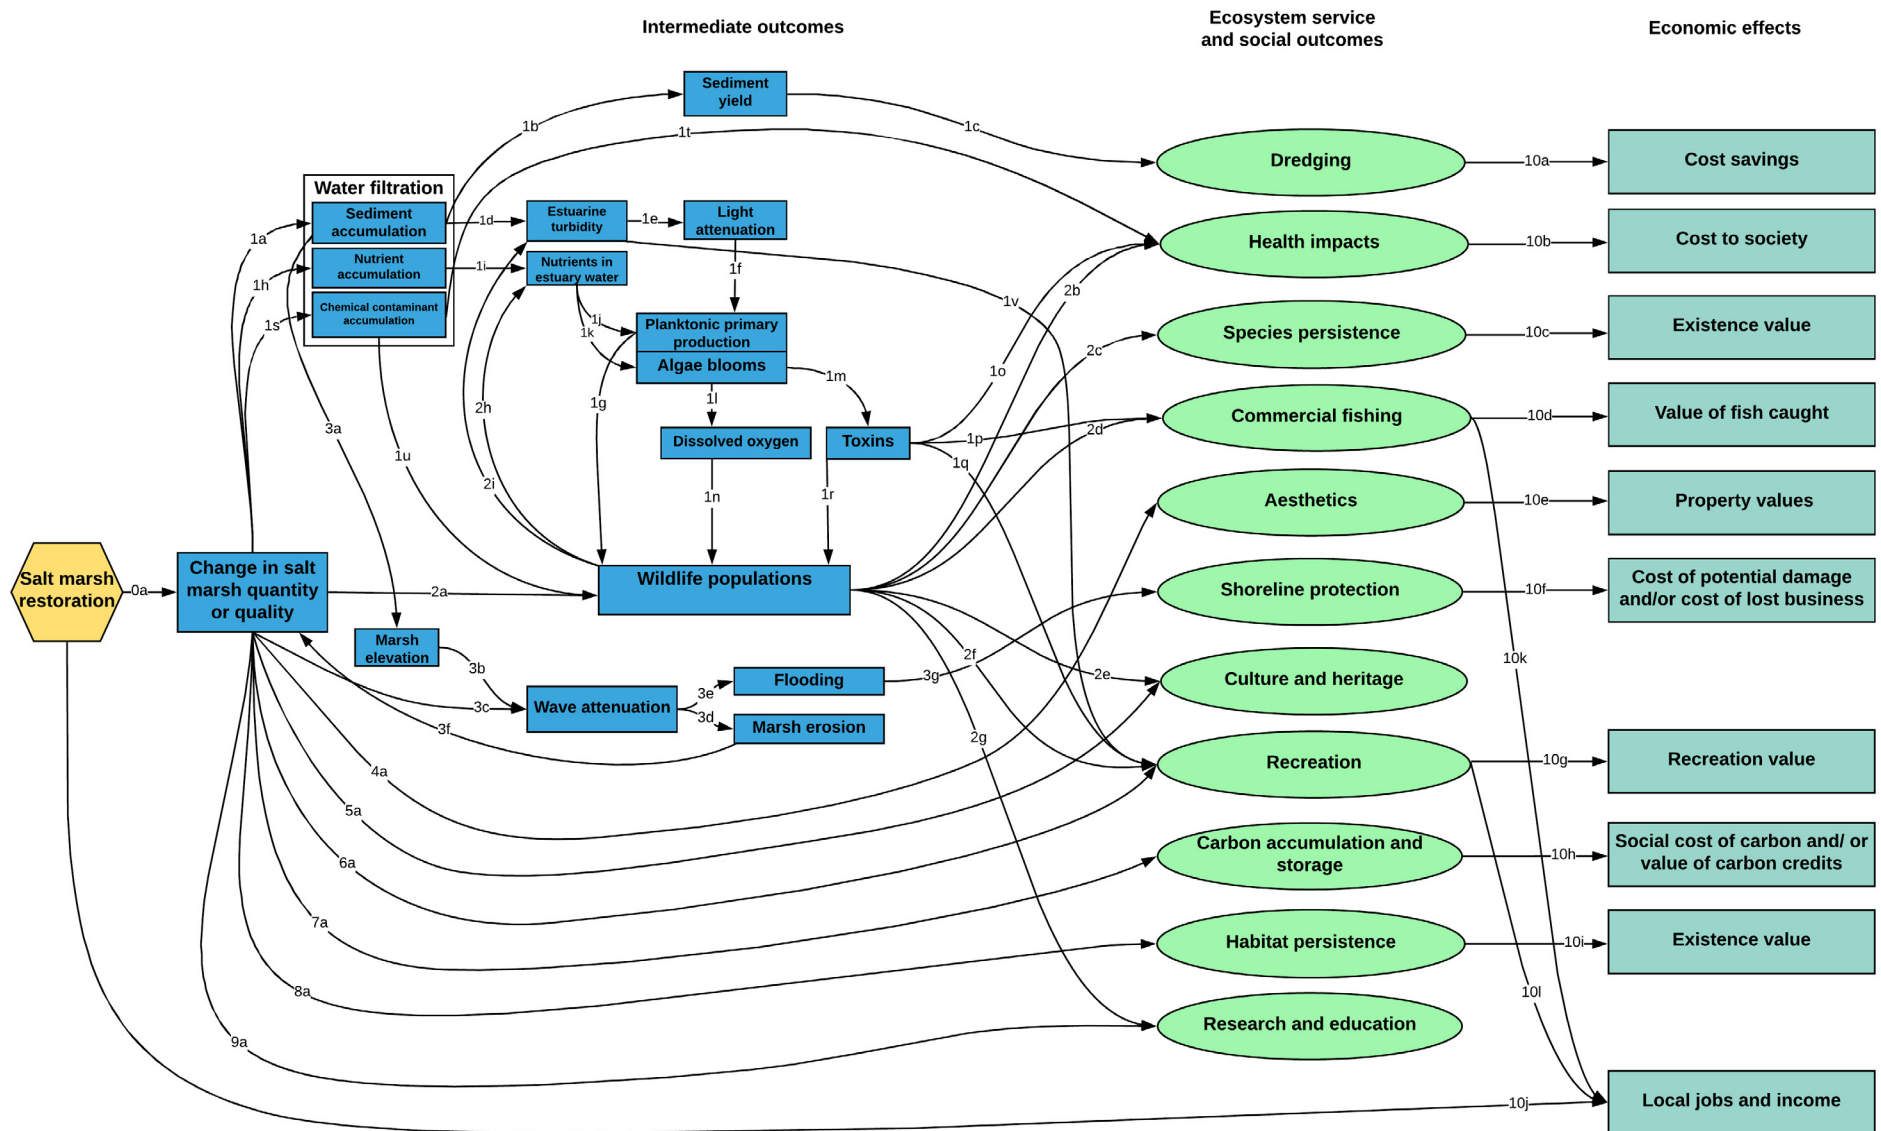 Intermediate outcomes
Ecosystem service
and social outcomes
Economic effects
Sediment
yield
1b
1t
1c
Dredging
10a
Cost savings
Water filtration
Sediment
accumulation
Nutrient
accumulation
Chemical contaminant
accumulation
1a
1h
1s
1d
1i
Estuarine
turbidity
1e
Light
attenuation
Nutrients in
estuary water
1f
1j
1k
Planktonic primary
production
Algae blooms
1g
1l
1m
Dissolved oxygen
Toxins
1n
1r
1o
1p
1q
1v
2b
2c
2d
Health impacts
10b
Cost to society
Species persistence
10c
Existence value
Commercial fishing
10d
Value of fish caught
Aesthetics
10e
Property values
3a
1u
2h
2i
Salt marsh
restoration
0a
Change in salt
marsh quantity
or quality
2a
Wildlife populations
Shoreline protection
10f
Cost of potential damage
and/or cost of lost business
Marsh
elevation
3b
3c
3f
Wave attenuation
3e
3d
Flooding
Marsh erosion
3g
2f
2e
2g
Culture and heritage
10k
Recreation
10g
Recreation value
4a
5a
6a
7a
8a
9a
Carbon accumulation and
storage
10h
Social cost of carbon and/ or
value of carbon credits
Habitat persistence
10i
Existence value
10l
Research and education
10j
Local jobs and income